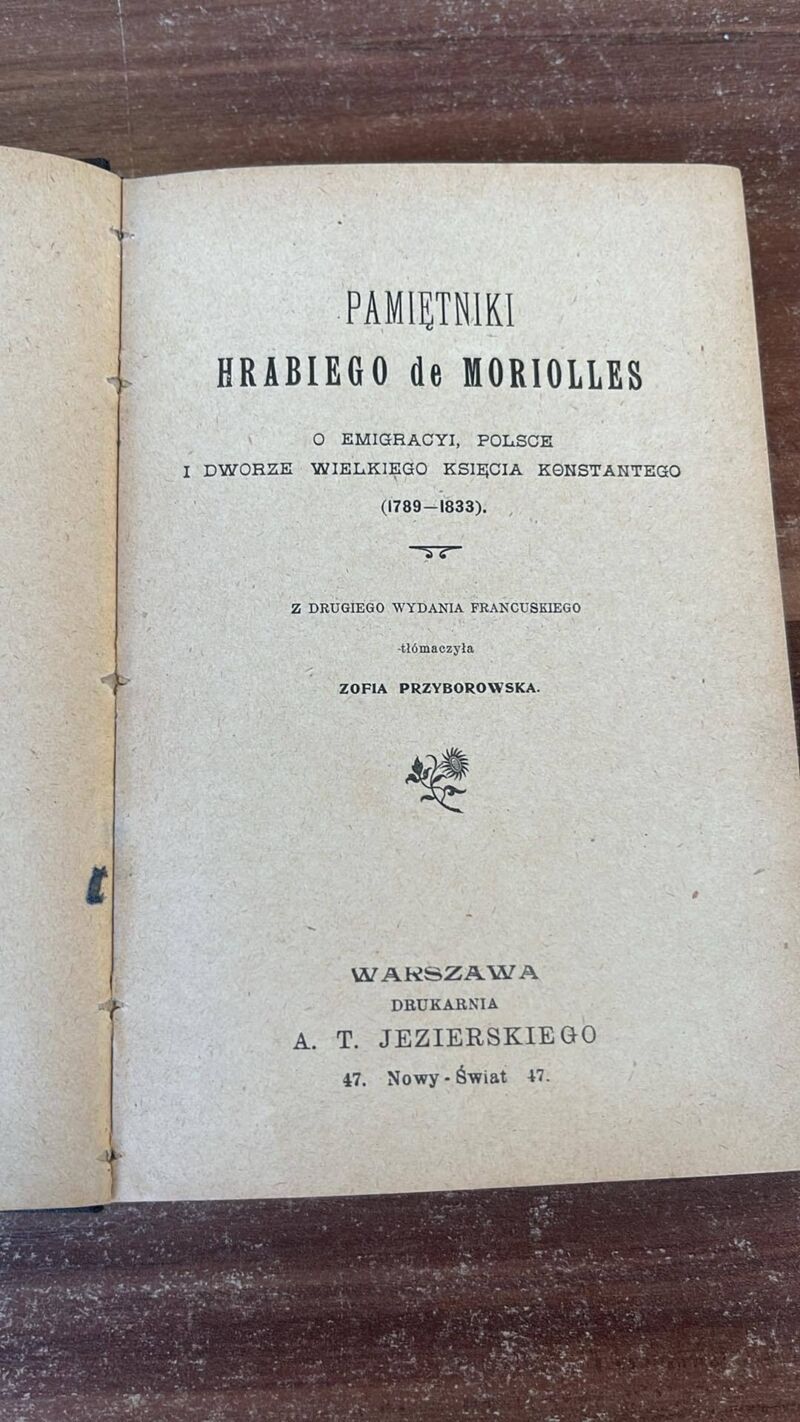 PAMIĘTNIKI
HRABIEGO de MORIOLLES
O EMIGRACYI, POLSCE
I DWORZE WIELKIEGO KSIĘCIA KONSTANTEGO
(1789—1833).
Z DRUGIEGO WYDANIA FRANCUSKIEGO
tłómaczyła
ZOFIA PRZYBOROWSKA.
WARSZAWA
DRUKARNIA
A. T. JEZIERSKIEGO
47. Nowy-Świat 47.